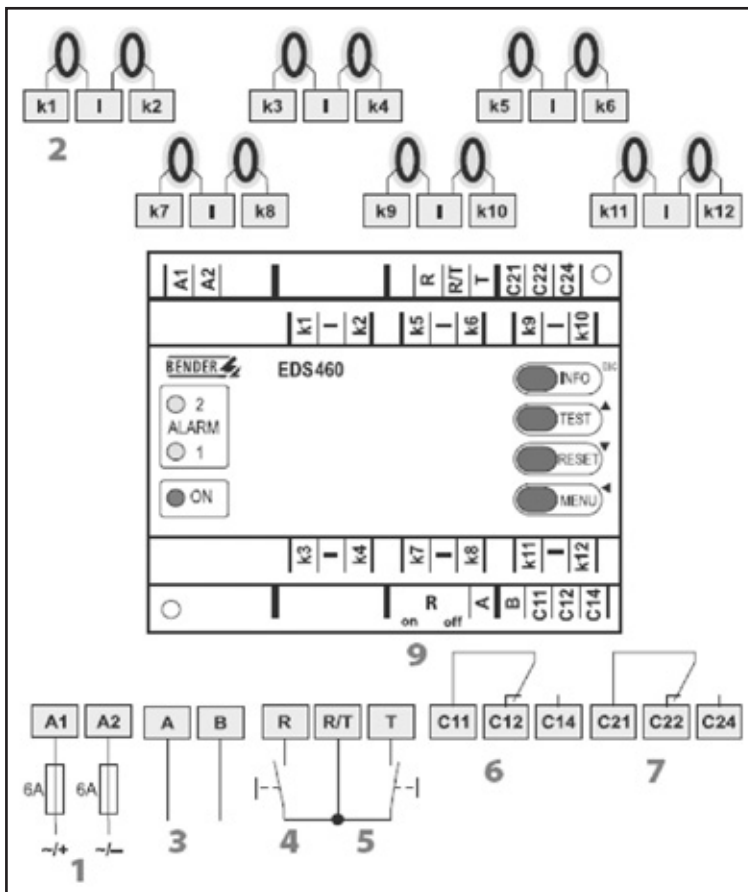 k1 I k2 k3 I k4 k5 I k6
2
k7 I k8 k9 I k10 k11 I k12
A1 A2 R R/T T C21 C22 C24
k1 I k2 k5 I k6 k9 I k10
BENDER EDS460
INFO ESC
2
TEST
ALARM
1
RESET
ON
MENU
k3 I k4 k7 I k8 k11 I k12
on R off A B C11 C12 C14
9
A1 A2 A B R R/T T C11 C12 C14 C21 C22 C24
6A 6A
3 4 5 6 7
~/+ ~/–
1